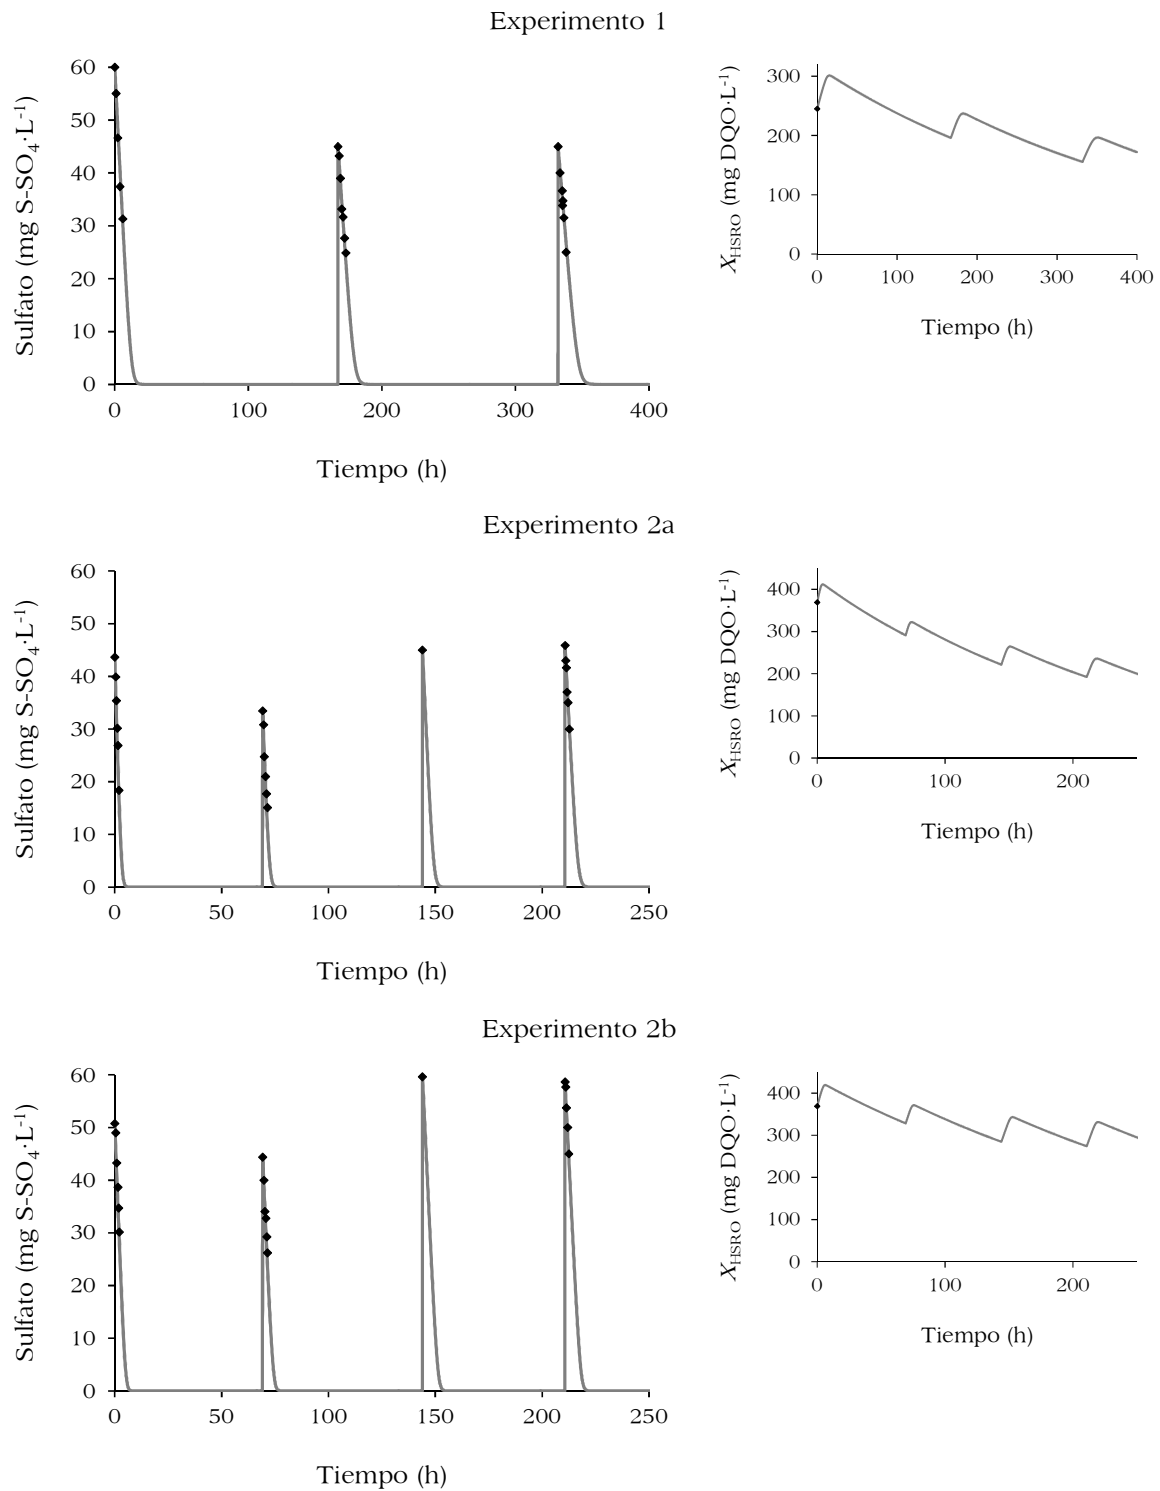 Experimento 1
Sulfato (mg S-SO4·L-1)
60
50
40
30
20
10
0
0 100 200 300 400
Tiempo (h)
XHSRO (mg DQO·L-1)
300
200
100
0
0 100 200 300 400
Tiempo (h)
Experimento 2a
Sulfato (mg S-SO4·L-1)
60
50
40
30
20
10
0
0 50 100 150 200 250
Tiempo (h)
XHSRO (mg DQO·L-1)
400
300
200
100
0
0 100 200
Tiempo (h)
Experimento 2b
Sulfato (mg S-SO4·L-1)
60
50
40
30
20
10
0
0 50 100 150 200 250
Tiempo (h)
XHSRO (mg DQO·L-1)
400
300
200
100
0
0 100 200
Tiempo (h)